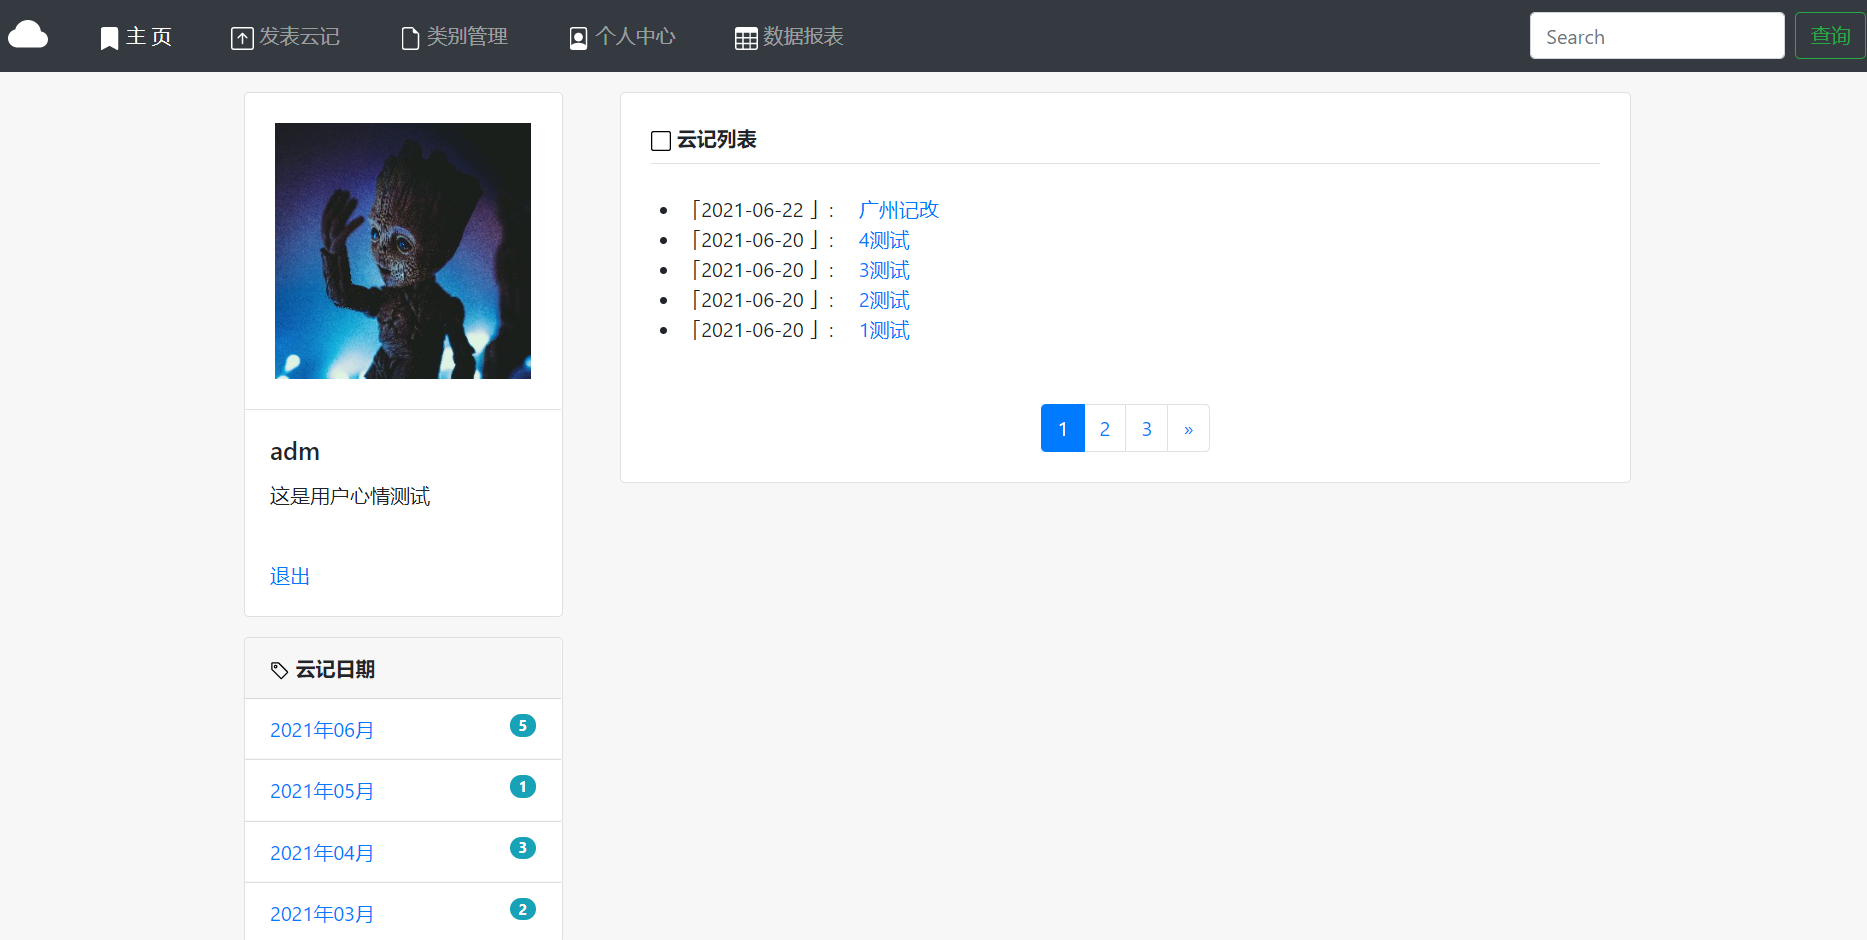 主 页 发表云记 类别管理 个人中心 数据报表 Search 查询
adm
这是用户心情测试
退出
云记日期
2021年06月 5
2021年05月 1
2021年04月 3
2021年03月 2
云记列表
「2021-06-22 」: 广州记改
「2021-06-20 」: 4测试
「2021-06-20 」: 3测试
「2021-06-20 」: 2测试
「2021-06-20 」: 1测试
1 2 3 »